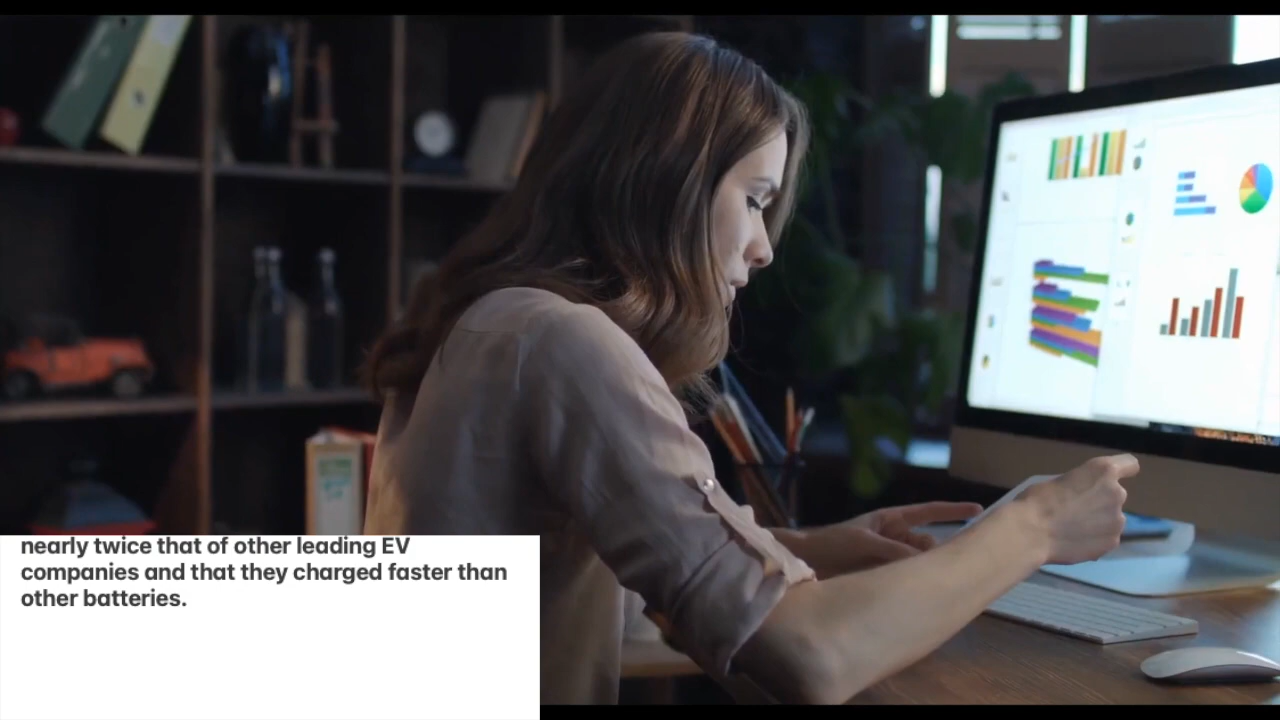 nearly twice that of other leading EV
companies and that they charged faster than
other batteries.